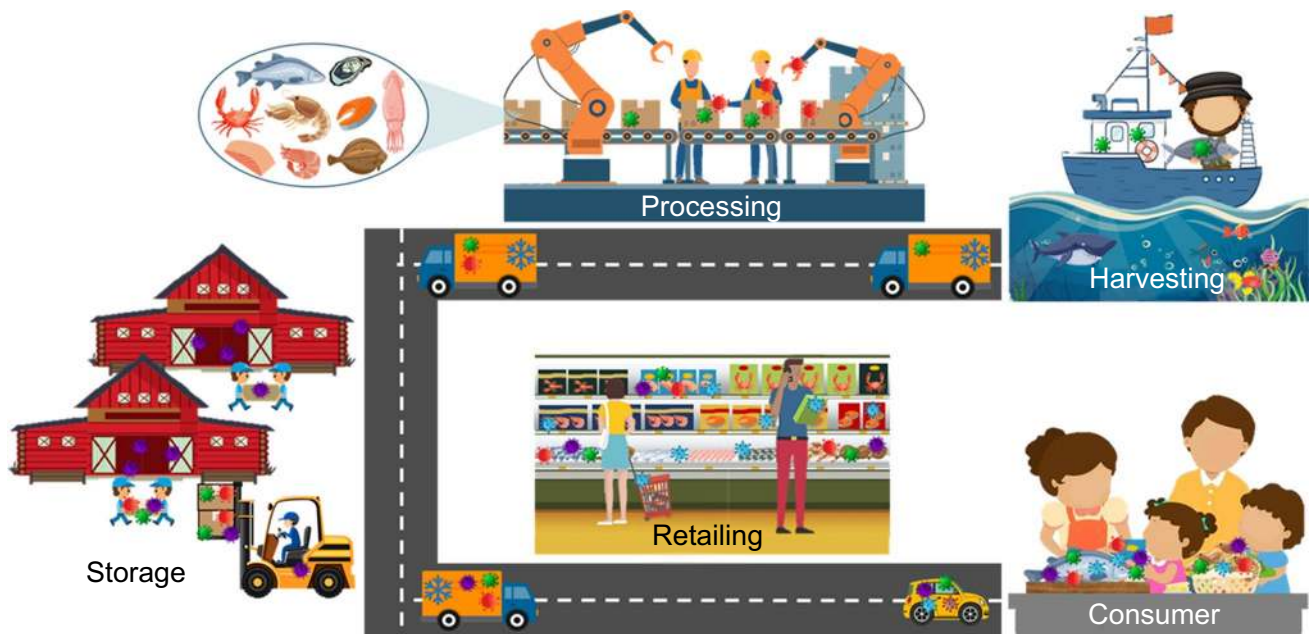 Processing
Harvesting
Storage
Retailing
Consumer